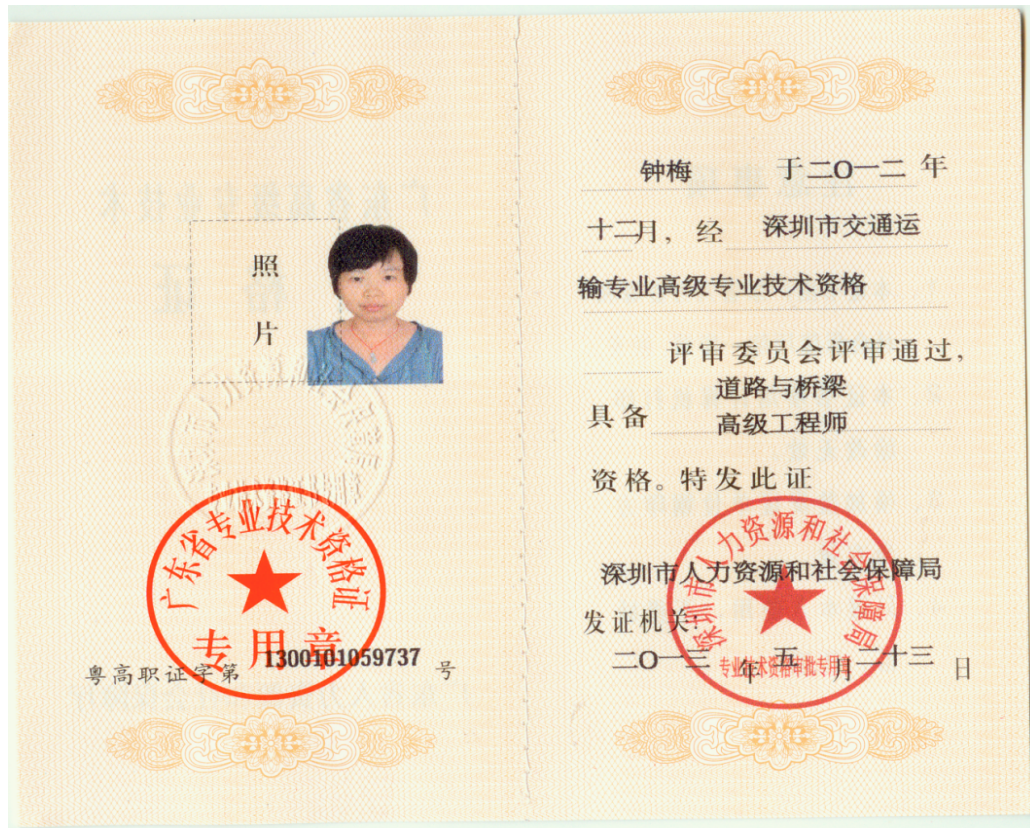 照
片
广东省专业技术资格证
专用章
粤高职证字第 1300101059737 号
钟梅 于二〇一二 年
十二月，经 深圳市交通运
输专业高级专业技术资格
评审委员会评审通过，
道路与桥梁
具备 高级工程师
资格。特发此证
深圳市人力资源和社会保障局
深圳市人力资源和社会保障局
发证机关：
二〇一三 年 五 月 二十三 日
专业技术资格审批专用章